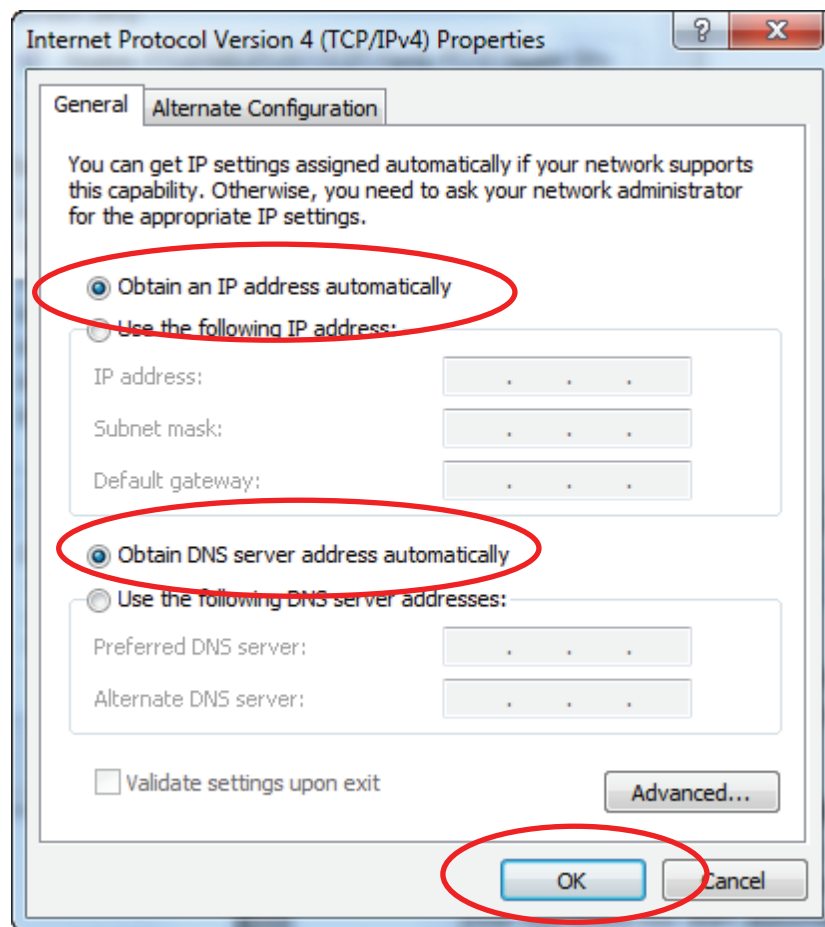 Internet Protocol Version 4 (TCP/IPv4) Properties
General
Alternate Configuration
You can get IP settings assigned automatically if your network supports
this capability. Otherwise, you need to ask your network administrator
for the appropriate IP settings.
Obtain an IP address automatically
Use the following IP address:
IP address:
Subnet mask:
Default gateway:
Obtain DNS server address automatically
Use the following DNS server addresses:
Preferred DNS server:
Alternate DNS server:
Validate settings upon exit
Advanced...
OK
Cancel